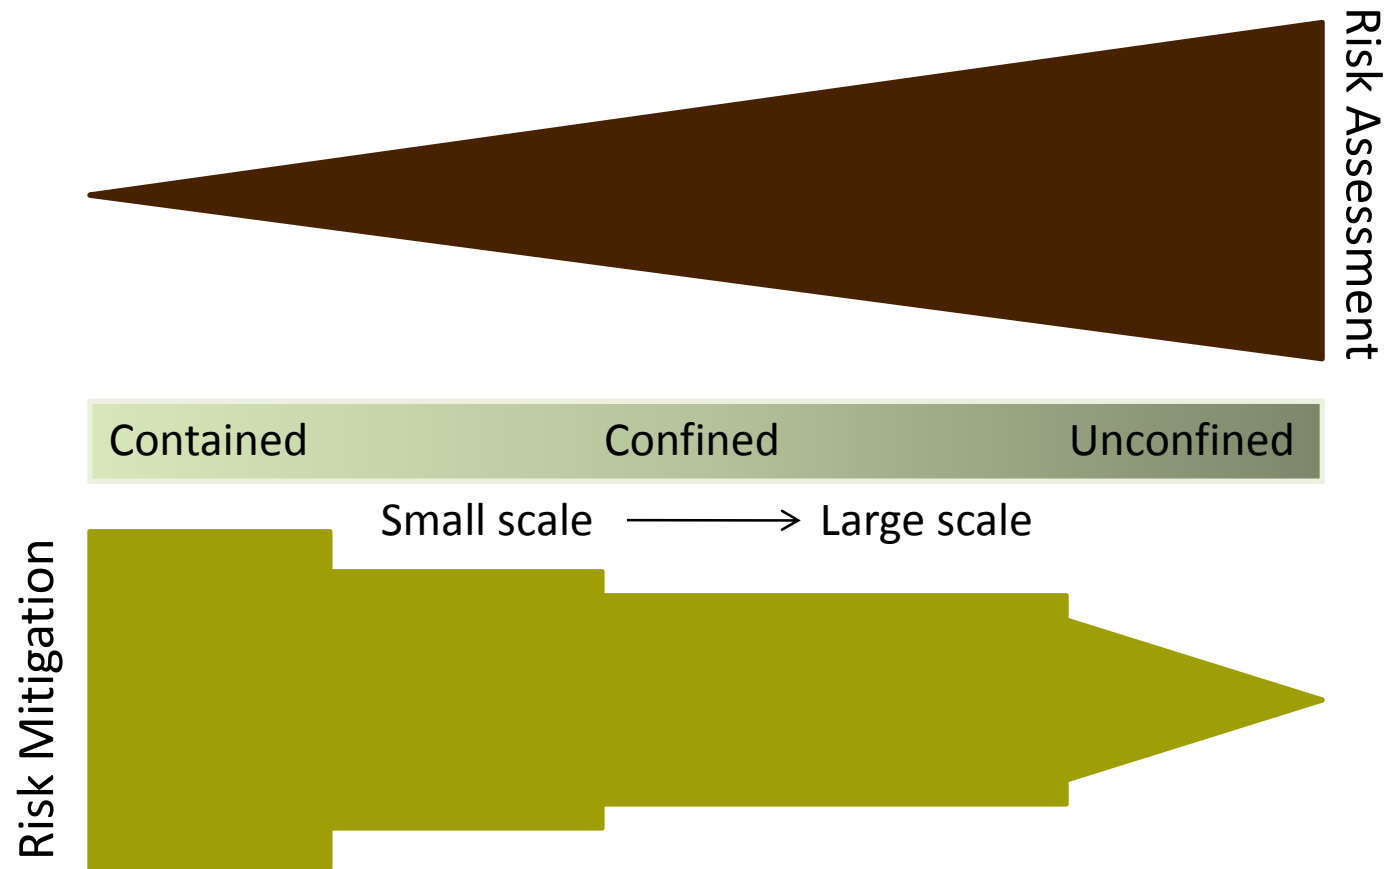 Risk Assessment
Contained
Confined
Unconfined
Small scale
Large scale
Risk Mitigation